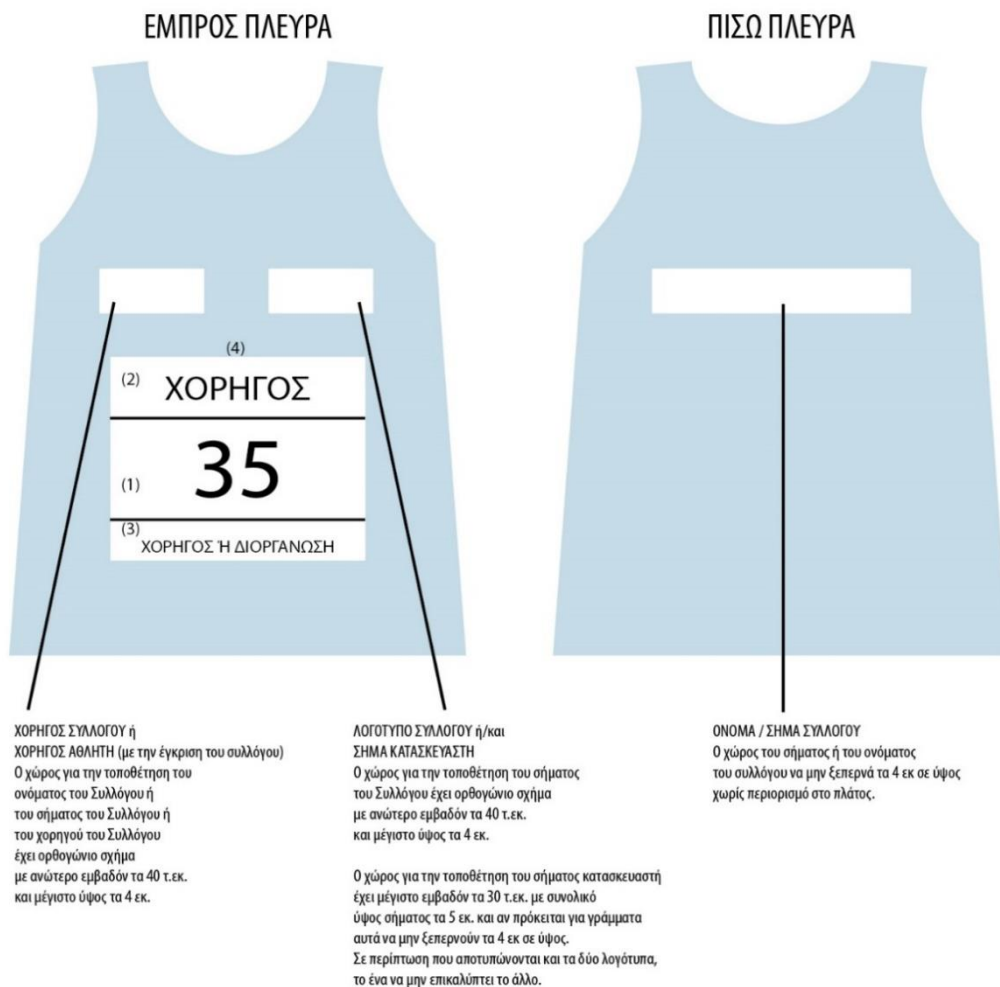 ΕΜΠΡΟΣ ΠΛΕΥΡΑ
ΠΙΣΩ ΠΛΕΥΡΑ
(4)
(2) ΧΟΡΗΓΟΣ
(1) 35
(3)
ΧΟΡΗΓΟΣ Ή ΔΙΟΡΓΑΝΩΣΗ
ΧΟΡΗΓΟΣ ΣΥΛΛΟΓΟΥ ή
ΧΟΡΗΓΟΣ ΑΘΛΗΤΗ (με την έγκριση του συλλόγου)
Ο χώρος για την τοποθέτηση του
ονόματος του Συλλόγου ή
του σήματος του Συλλόγου ή
του χορηγού του Συλλόγου
έχει ορθογώνιο σχήμα
με ανώτερο εμβαδόν τα 40 τ.εκ.
και μέγιστο ύψος τα 4 εκ.
ΛΟΓΟΤΥΠΟ ΣΥΛΛΟΓΟΥ ή/και
ΣΗΜΑ ΚΑΤΑΣΚΕΥΑΣΤΗ
Ο χώρος για την τοποθέτηση του σήματος
του Συλλόγου έχει ορθογώνιο σχήμα
με ανώτερο εμβαδόν τα 40 τ.εκ.
και μέγιστο ύψος τα 4 εκ.
Ο χώρος για την τοποθέτηση του σήματος κατασκευαστή
έχει μέγιστο εμβαδόν τα 30 τ.εκ. με συνολικό
ύψος σήματος τα 5 εκ. και αν πρόκειται για γράμματα
αυτά να μην ξεπερνούν τα 4 εκ σε ύψος.
Σε περίπτωση που αποτυπώνονται και τα δύο λογότυπα,
το ένα να μην επικαλύπτει το άλλο.
ΟΝΟΜΑ / ΣΗΜΑ ΣΥΛΛΟΓΟΥ
Ο χώρος του σήματος ή του ονόματος
του συλλόγου να μην ξεπερνά τα 4 εκ σε ύψος
χωρίς περιορισμό στο πλάτος.